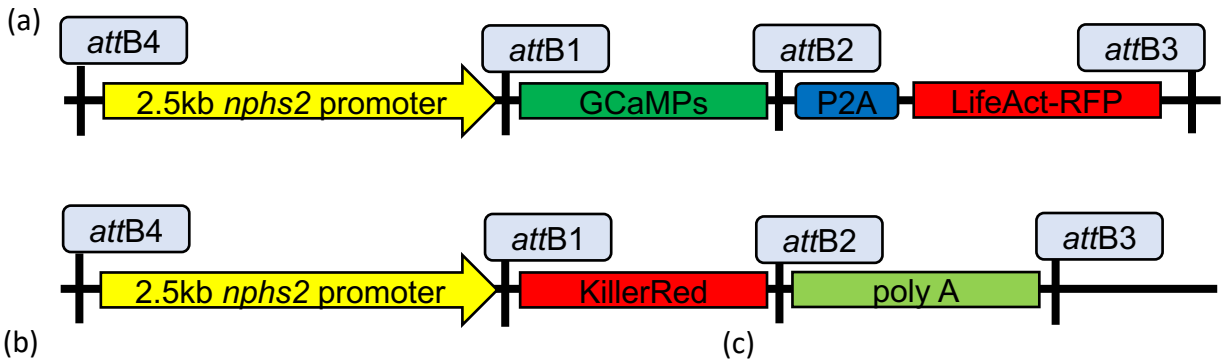 (a)
attB4 attB1 attB2 attB3
2.5kb nphs2 promoter GCaMPs P2A LifeAct-RFP
attB4 attB1 attB2 attB3
2.5kb nphs2 promoter KillerRed poly A
(b) (c)